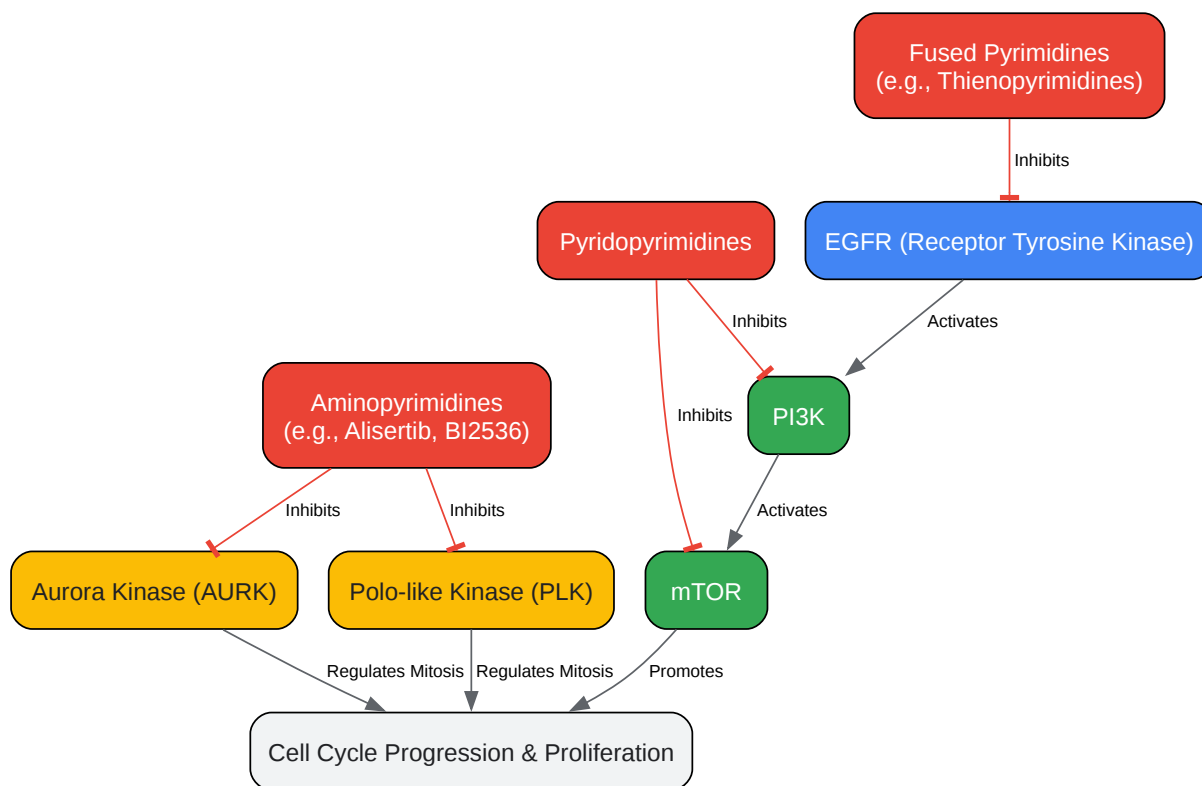 Fused Pyrimidines
(e.g., Thienopyrimidines)
Inhibits
Pyridopyrimidines
EGFR (Receptor Tyrosine Kinase)
Inhibits
Activates
Aminopyrimidines
(e.g., Alisertib, BI2536)
Inhibits
PI3K
Inhibits
Inhibits
Activates
Aurora Kinase (AURK)
Polo-like Kinase (PLK)
mTOR
Regulates Mitosis
Regulates Mitosis
Promotes
Cell Cycle Progression & Proliferation